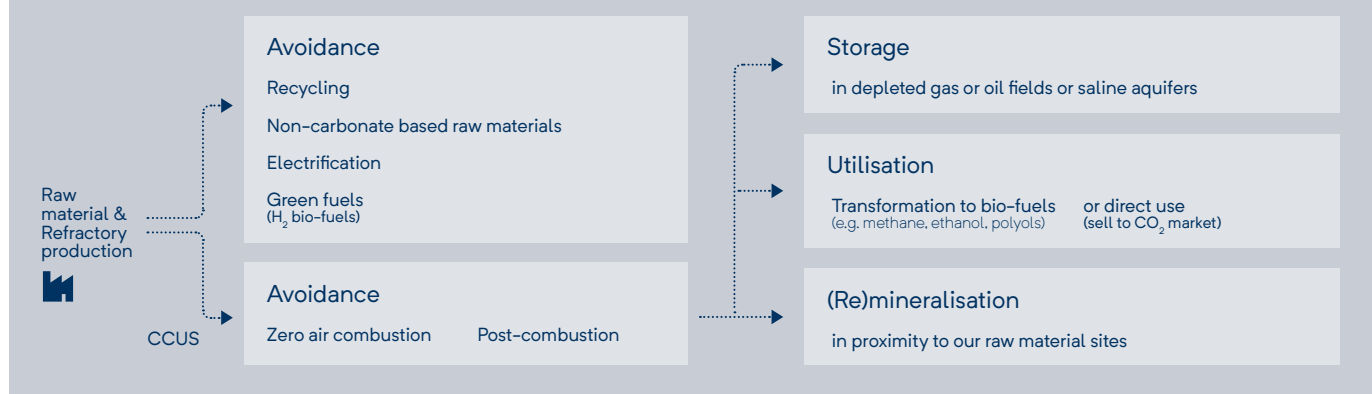 Raw
material &
Refractory
production
CCUS
Avoidance
Recycling
Non-carbonate based raw materials
Electrification
Green fuels
(H₂ bio-fuels)
Avoidance
Zero air combustion Post-combustion
Storage
in depleted gas or oil fields or saline aquifers
Utilisation
Transformation to bio-fuels or direct use
(e.g. methane, ethanol, polyols) (sell to CO₂ market)
(Re)mineralisation
in proximity to our raw material sites